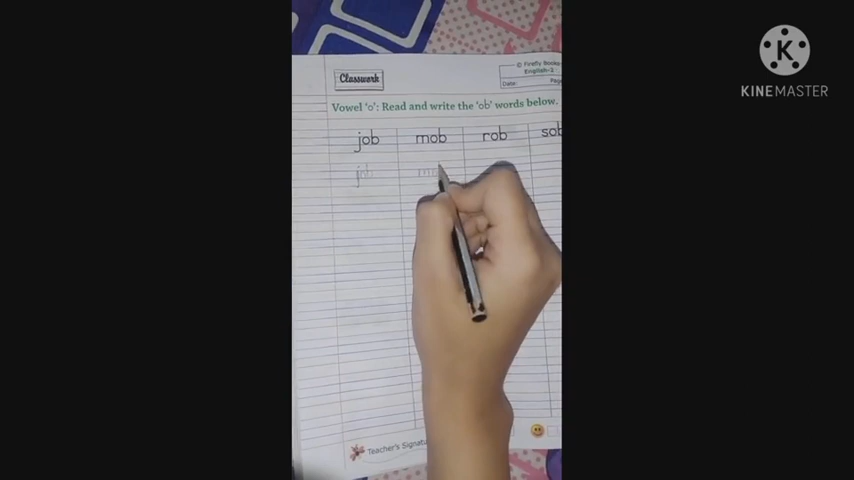 KINEMASTER
Classwork
© Firefly Books
English-1
Date:
Vowel 'o': Read and write the 'ob' words below.
job mob rob sob
job
Teacher's